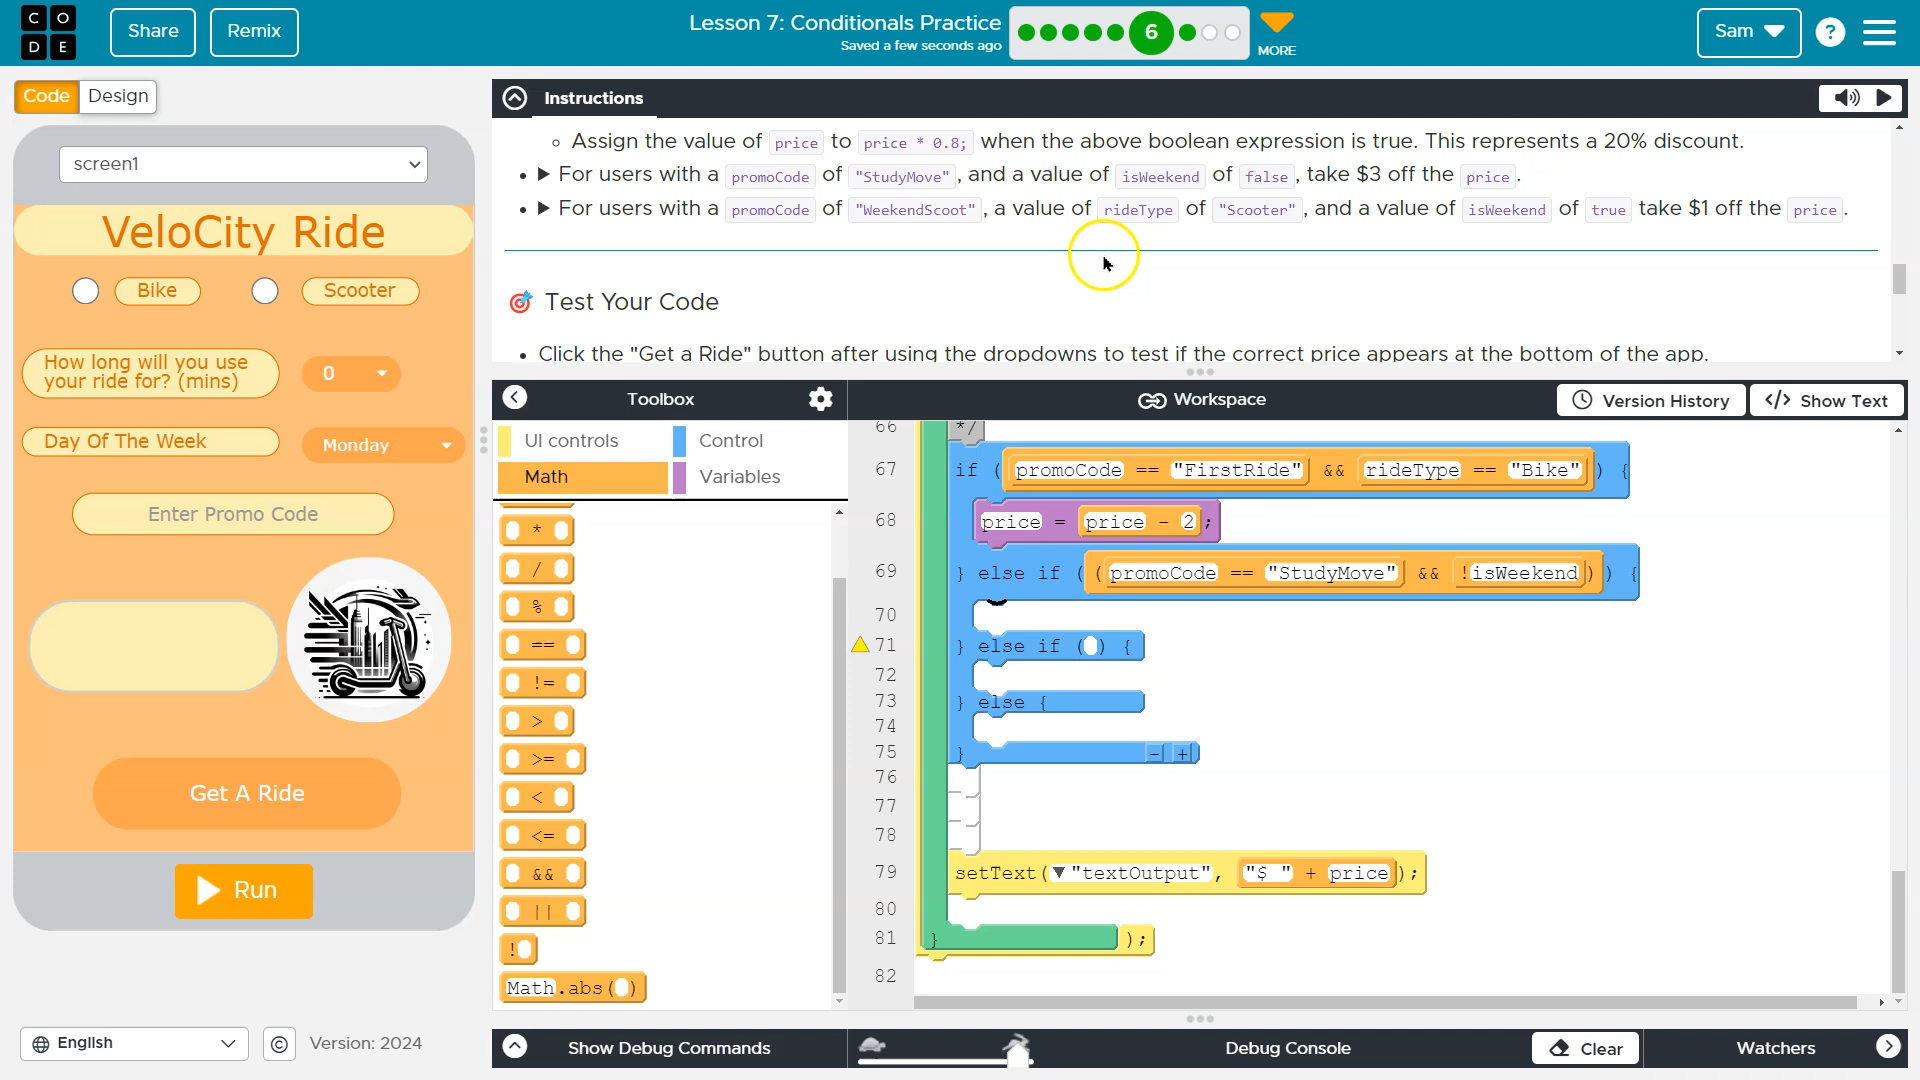 C O
D E
Share
Remix
Lesson 7: Conditionals Practice
Saved a few seconds ago
6
MORE
Sam
?
Code
Design
screen1
VeloCity Ride
Bike
Scooter
How long will you use
your ride for? (mins)
0
Day Of The Week
Monday
Enter Promo Code
Get A Ride
Run
English
©
Version: 2024
Instructions
Assign the value of price to price * 0.8; when the above boolean expression is true. This represents a 20% discount.
For users with a promoCode of "StudyMove", and a value of isWeekend of false, take $3 off the price.
For users with a promoCode of "WeekendScoot", a value of rideType of "Scooter", and a value of isWeekend of true take $1 off the price.
Test Your Code
Click the "Get a Ride" button after using the dropdowns to test if the correct price appears at the bottom of the app.
Toolbox
Workspace
Version History
</> Show Text
UI controls
Control
Math
Variables
*
/
%
==
!=
>
>=
<
<=
&&
||
!
Math.abs()
66 */
67 if (promoCode == "FirstRide" && rideType == "Bike") {
68 price = price - 2;
69 } else if ((promoCode == "StudyMove" && !isWeekend)) {
70
71 } else if () {
72
73 } else {
74
75 } - +
76
77
78
79 setText("textOutput", "$ " + price);
80
81 } );
82
Show Debug Commands
Debug Console
Clear
Watchers